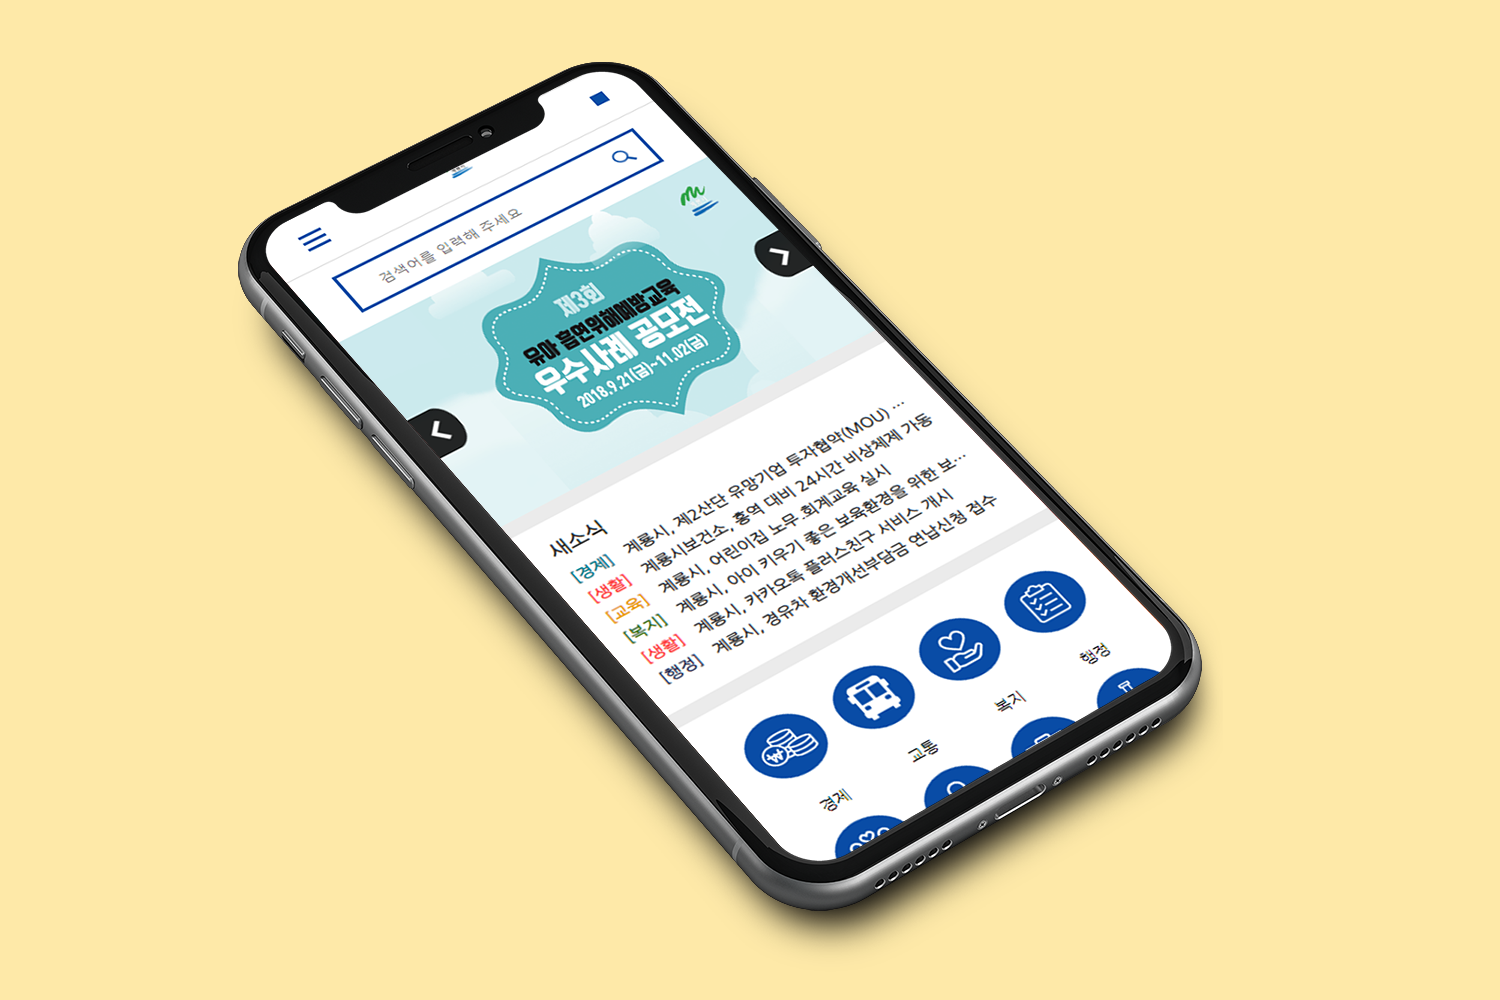 검색어를 입력해 주세요
제3회
유아 흡연위해예방교육
우수사례 공모전
2018.9.21(금)~11.02(금)
새소식
[경제] 계룡시, 제2산단 유망기업 투자협약(MOU) ···
[생활] 계룡시보건소, 홍역 대비 24시간 비상체제 가동
[교육] 계룡시, 어린이집 노무.회계교육 실시
[복지] 계룡시, 아이 키우기 좋은 보육환경을 위한 보···
[생활] 계룡시, 카카오톡 플러스친구 서비스 개시
[행정] 계룡시, 경유차 환경개선부담금 연납신청 접수
경제
교통
복지
행정